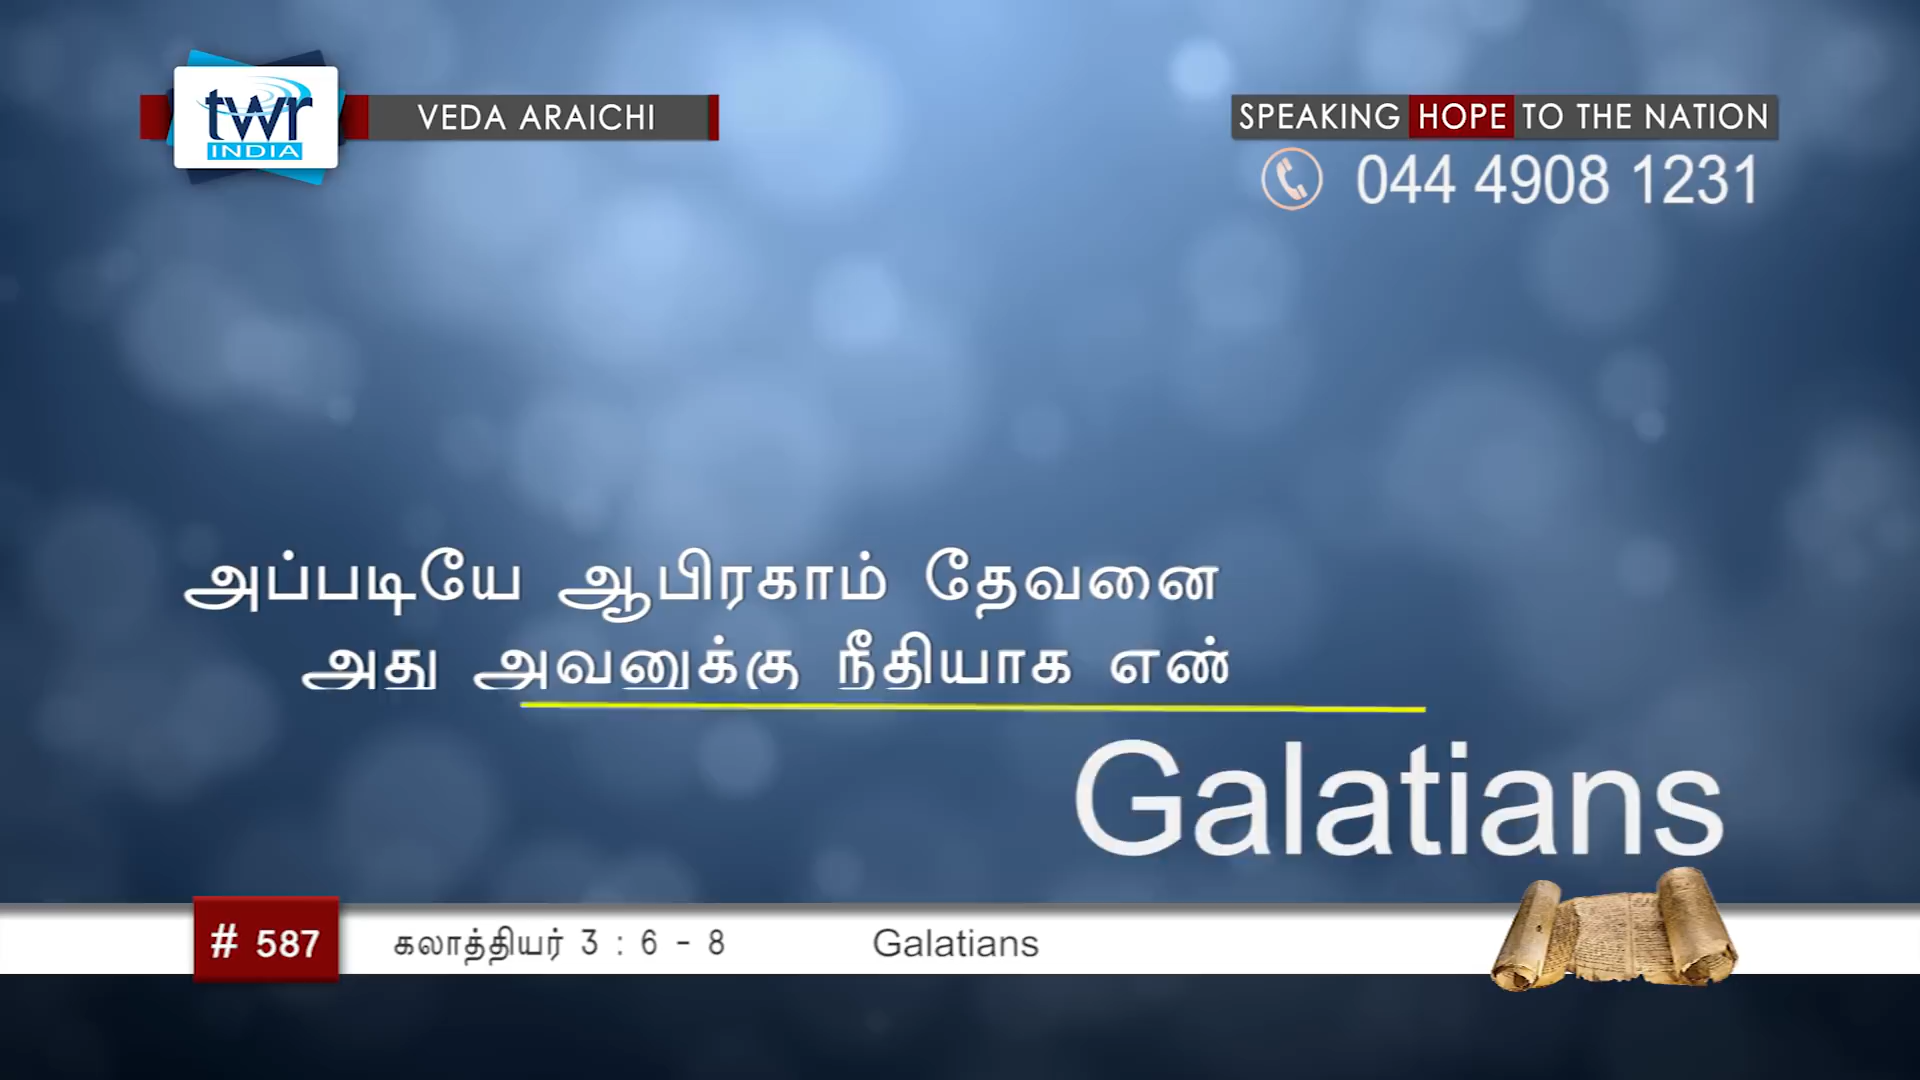 twr
INDIA
VEDA ARAICHI
SPEAKING HOPE TO THE NATION
044 4908 1231
அப்படியே ஆபிரகாம் தேவனை
அது அவனுக்கு நீதியாக எண்
Galatians
# 587
கலாத்தியர் 3 : 6 - 8
Galatians